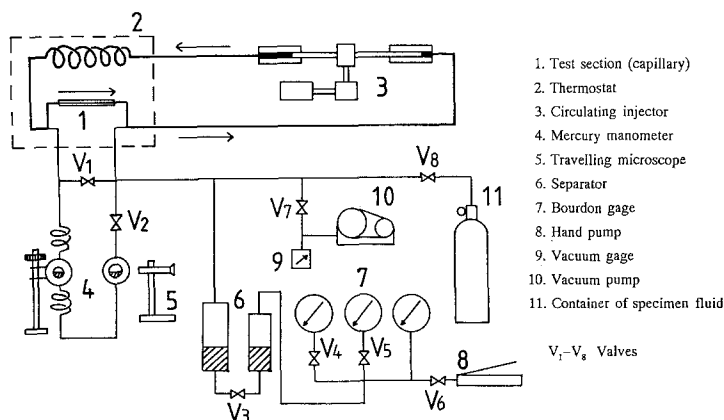 2
1
3
V1
V2
V8
V7
10
11
9
4
5
6
7
V4
V5
V3
V6
8
1. Test section (capillary)
2. Thermostat
3. Circulating injector
4. Mercury manometer
5. Travelling microscope
6. Separator
7. Bourdon gage
8. Hand pump
9. Vacuum gage
10. Vacuum pump
11. Container of specimen fluid
V1–V8 Valves